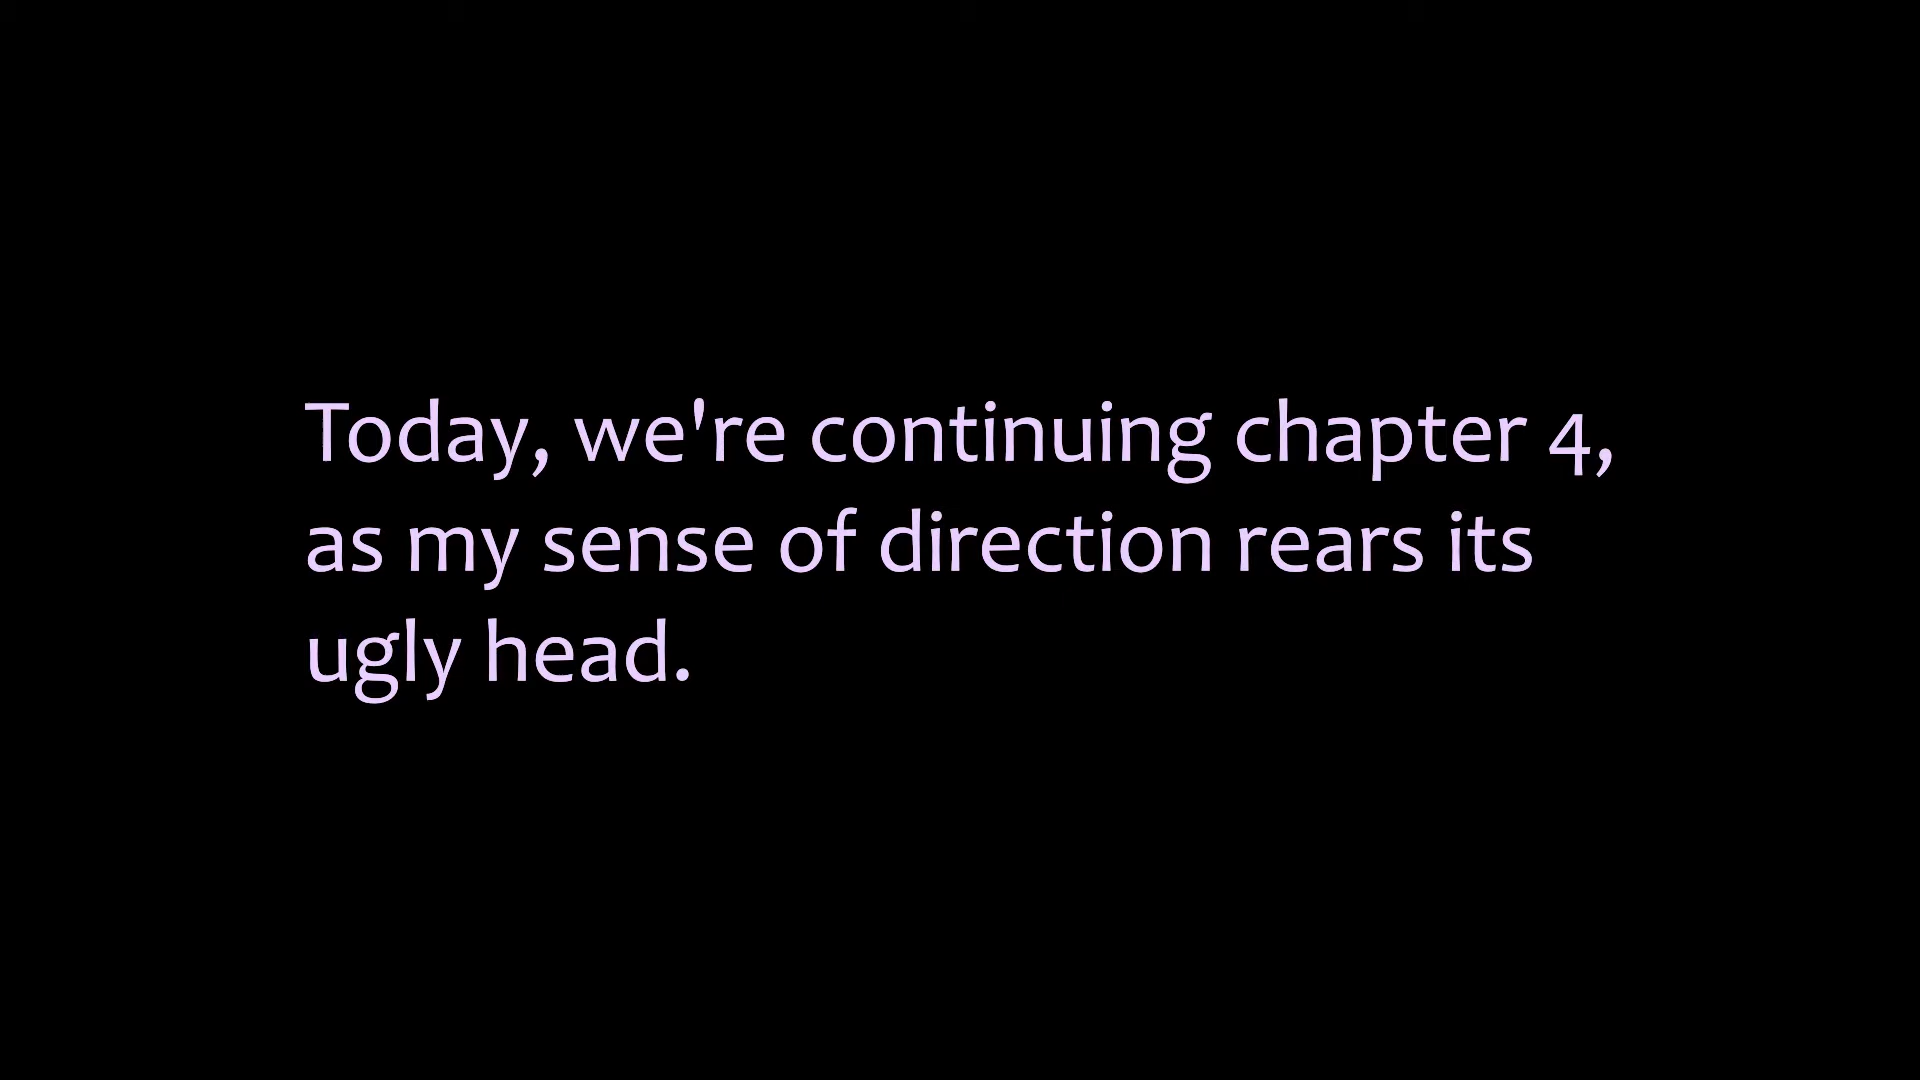 Today, we're continuing chapter 4,
as my sense of direction rears its
ugly head.